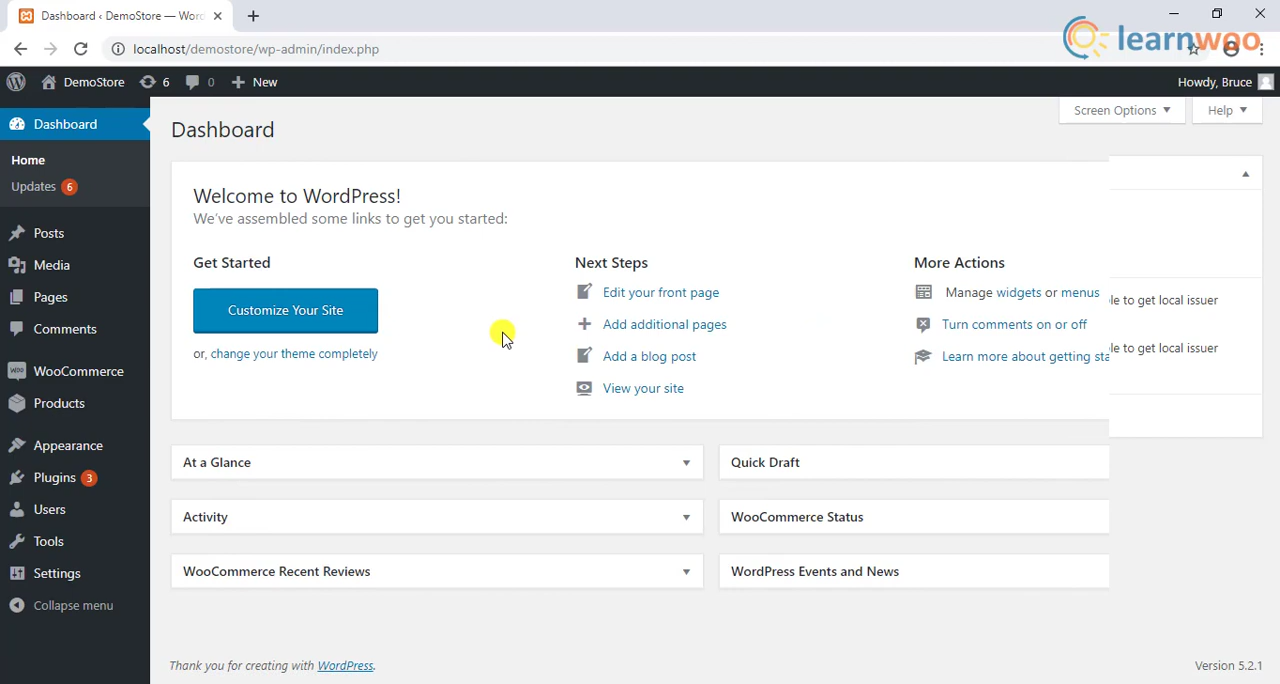 Dashboard ‹ DemoStore — Wor
localhost/demostore/wp-admin/index.php
learnwoo
DemoStore 6 0 New
Howdy, Bruce
Dashboard
Home
Updates 6
Posts
Media
Pages
Comments
WooCommerce
Products
Appearance
Plugins 3
Users
Tools
Settings
Collapse menu
Screen Options
Help
Dashboard
Welcome to WordPress!
We've assembled some links to get you started:
Get Started
Customize Your Site
or, change your theme completely
Next Steps
Edit your front page
Add additional pages
Add a blog post
View your site
More Actions
Manage widgets or menus
Turn comments on or off
Learn more about getting sta
le to get local issuer
le to get local issuer
At a Glance
Quick Draft
Activity
WooCommerce Status
WooCommerce Recent Reviews
WordPress Events and News
Thank you for creating with WordPress.
Version 5.2.1